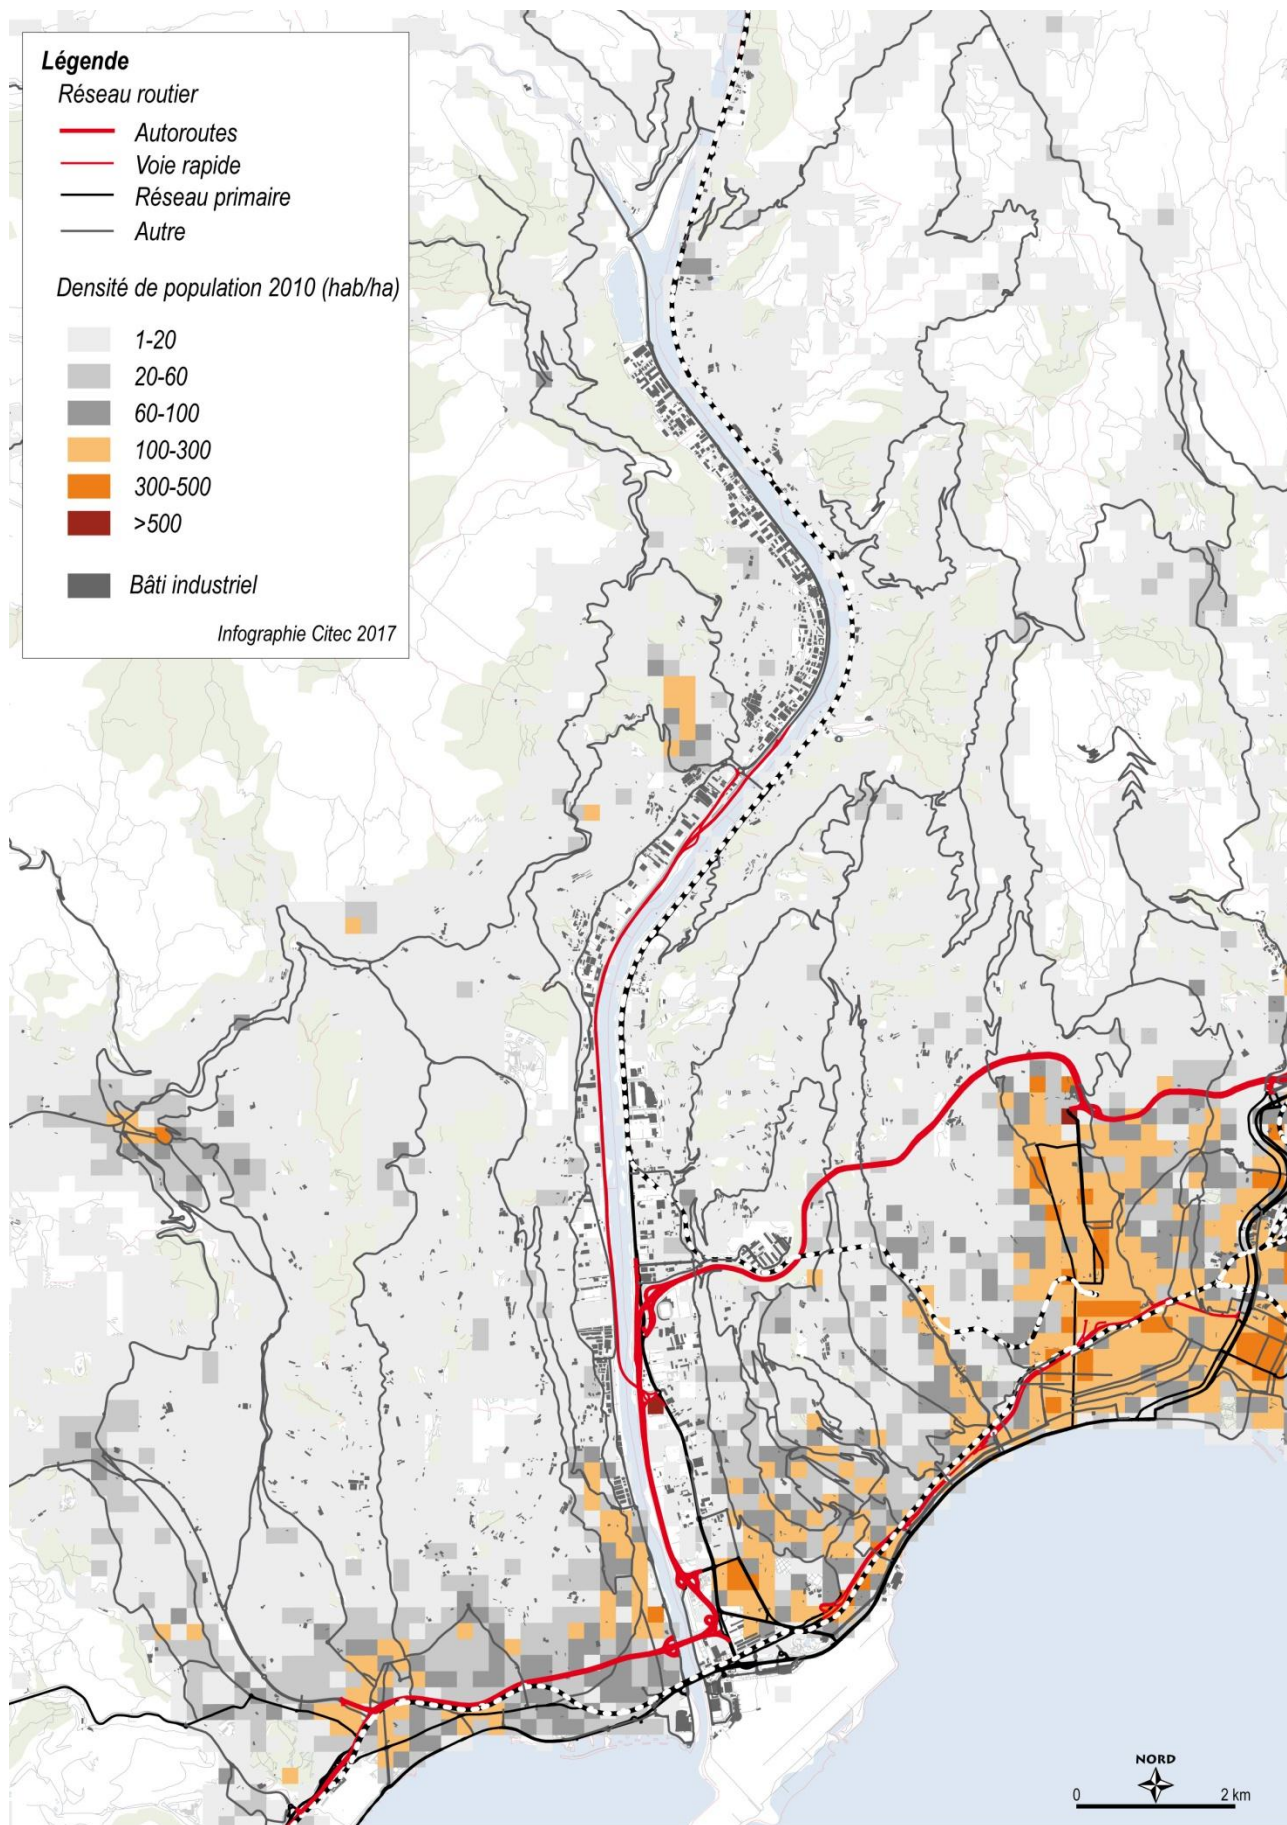 Légende
Réseau routier
Autoroutes
Voie rapide
Réseau primaire
Autre
Densité de population 2010 (hab/ha)
1-20
20-60
60-100
100-300
300-500
>500
Bâti industriel
Infographie Citec 2017
NORD
0 2 km